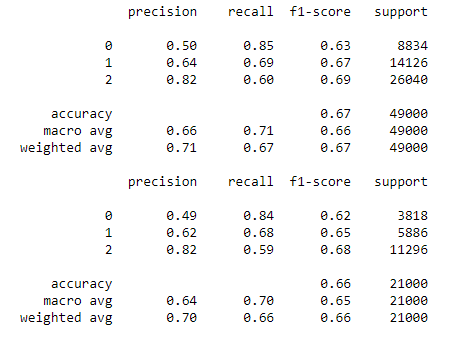 precision recall f1-score support
0 0.50 0.85 0.63 8834
1 0.64 0.69 0.67 14126
2 0.82 0.60 0.69 26040
accuracy 0.67 49000
macro avg 0.66 0.71 0.66 49000
weighted avg 0.71 0.67 0.67 49000
precision recall f1-score support
0 0.49 0.84 0.62 3818
1 0.62 0.68 0.65 5886
2 0.82 0.59 0.68 11296
accuracy 0.66 21000
macro avg 0.64 0.70 0.65 21000
weighted avg 0.70 0.66 0.66 21000